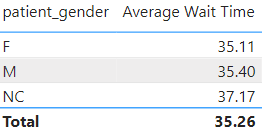 patient_gender Average Wait Time
F 35.11
M 35.40
NC 37.17
Total 35.26